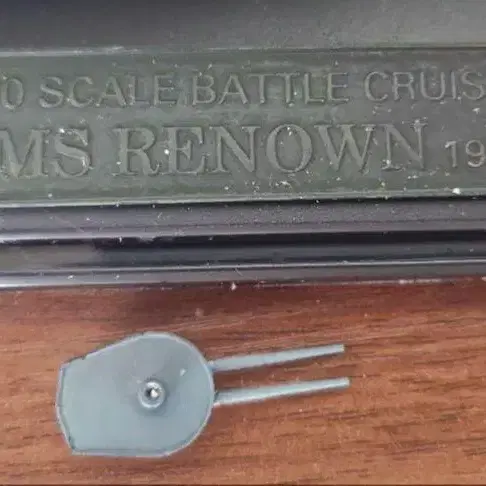 0 SCALE BATTLE CRUIS
MS RENOWN 19